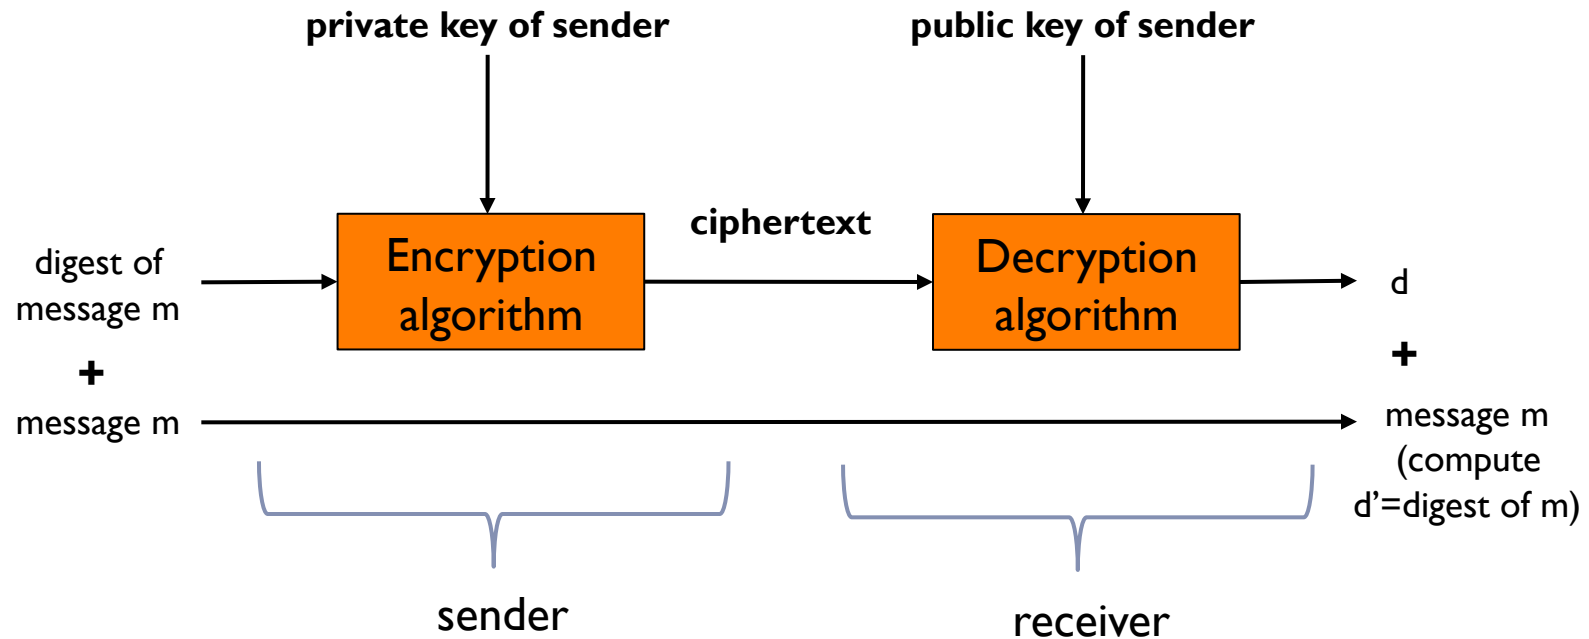 private key of sender
public key of sender
ciphertext
digest of
message m
Encryption
algorithm
Decryption
algorithm
d
+
+
message m
message m
(compute
d’=digest of m)
sender
receiver